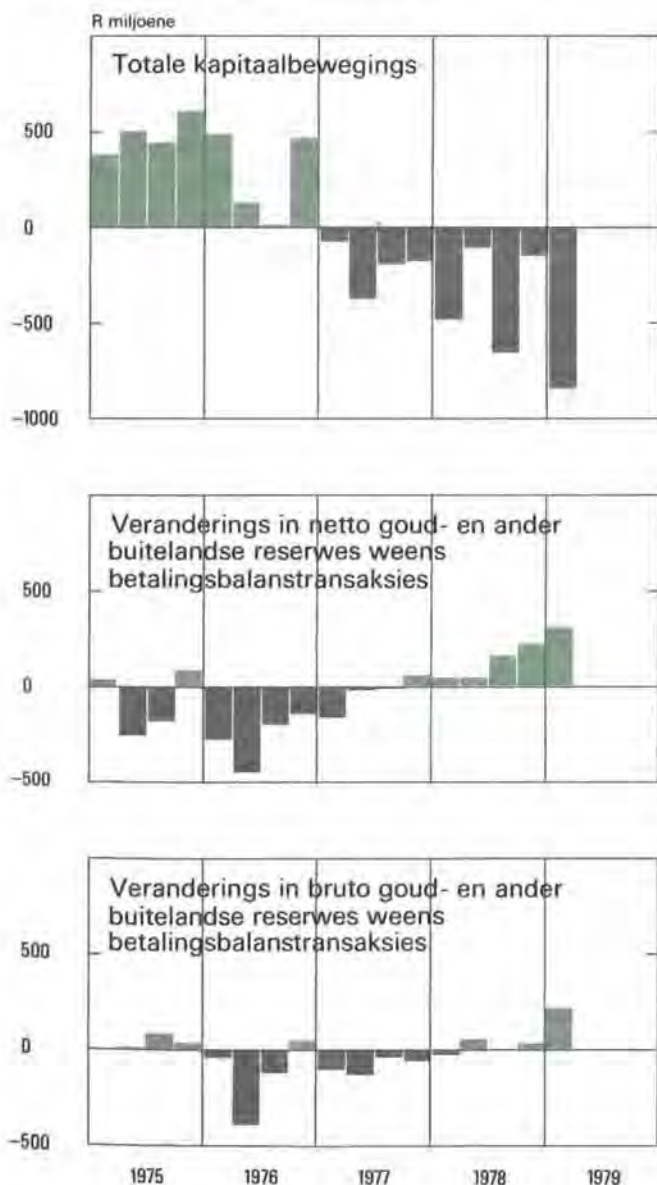 R miljoene
Totale kapitaalbewegings
500
0
–500
–1000
Veranderings in netto goud- en ander
buitelandse reserwes weens
betalingsbalanstransaksies
500
0
–500
Veranderings in bruto goud- en ander
buitelandse reserwes weens
betalingsbalanstransaksies
500
0
–500
1975 1976 1977 1978 1979